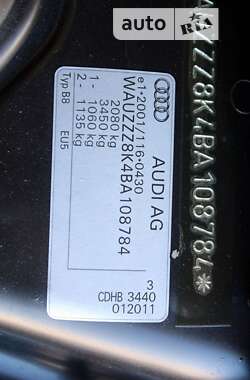 auto
RIA
AUDI AG
e1*2001/116*0430
WAUZZZ8K4BA108784
2080 kg
3450 kg
1 - 1060 kg
2 - 1135 kg
Typ B8
EU5
3
CDHB 3440
012011
WAUZZZ8K4BA108784*